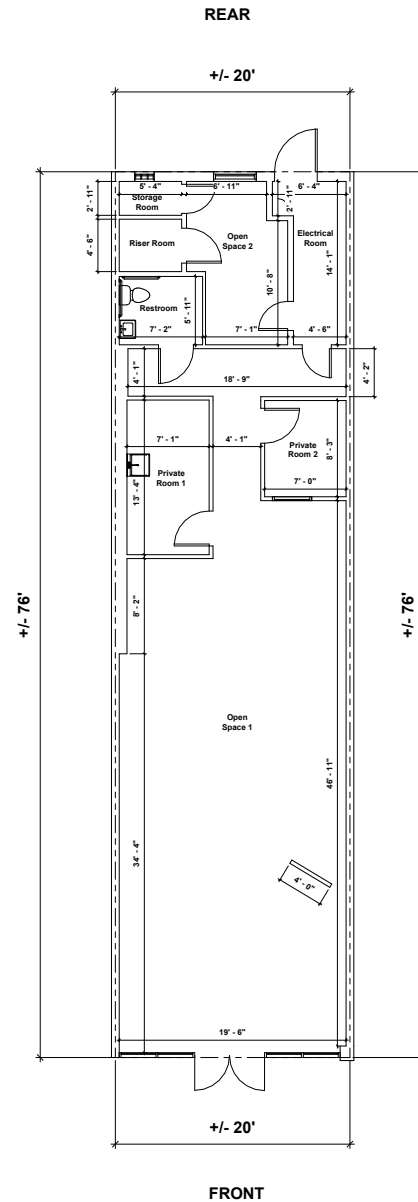 REAR
+/- 20'
5' - 4"
6' - 11"
6' - 4"
2' - 11"
Storage
Room
2' - 11"
4' - 6"
Riser Room
Open
Space 2
Electrical
Room
10' - 8"
14' - 1"
Restroom
5' - 11"
7' - 2"
7' - 1"
4' - 6"
4' - 1"
18' - 9"
4' - 2"
7' - 1"
4' - 1"
Private
Room 2
8' - 3"
Private
Room 1
13' - 4"
7' - 0"
+/- 76'
+/- 76'
8' - 2"
Open
Space 1
46' - 11"
34' - 4"
4' - 0"
19' - 6"
+/- 20'
FRONT